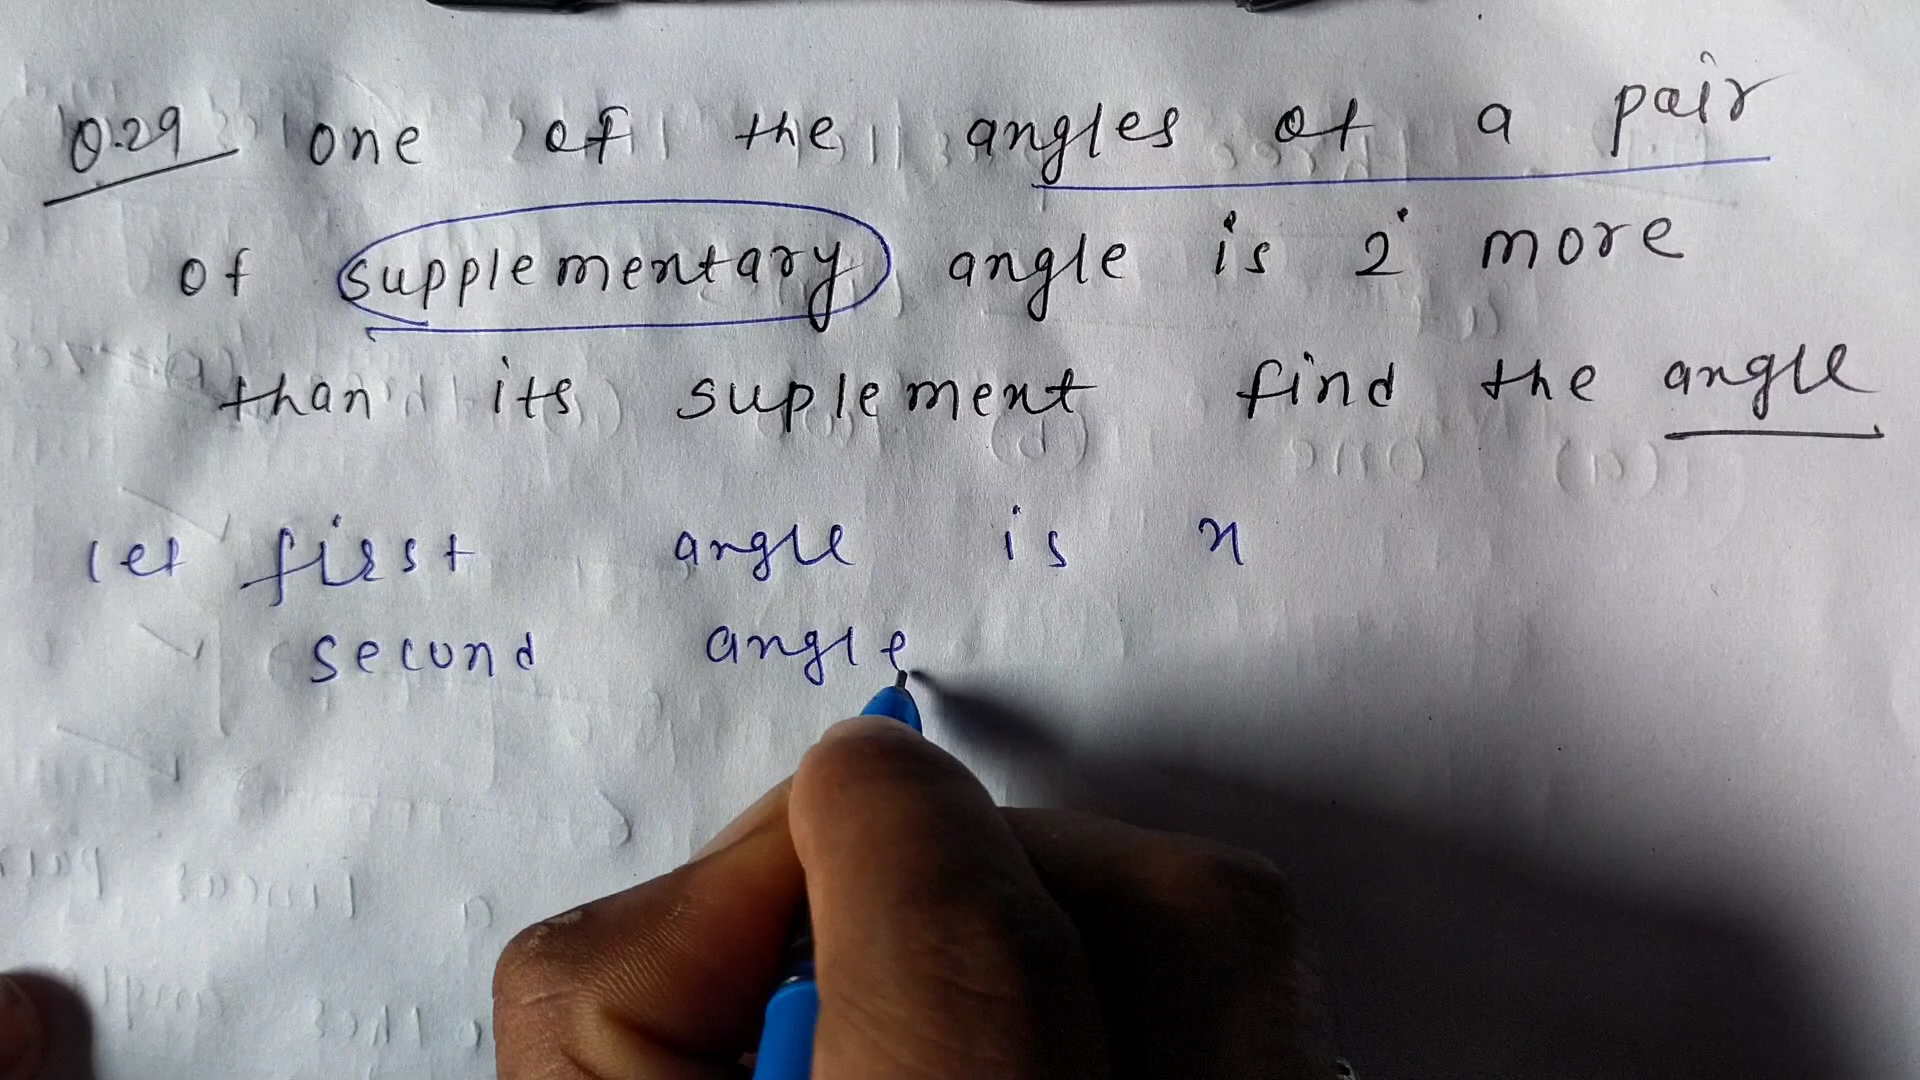 Q.29 one of the angles of a pair
of supplementary angle is 2° more
than its suplement find the angle
let first angle is x
second angle